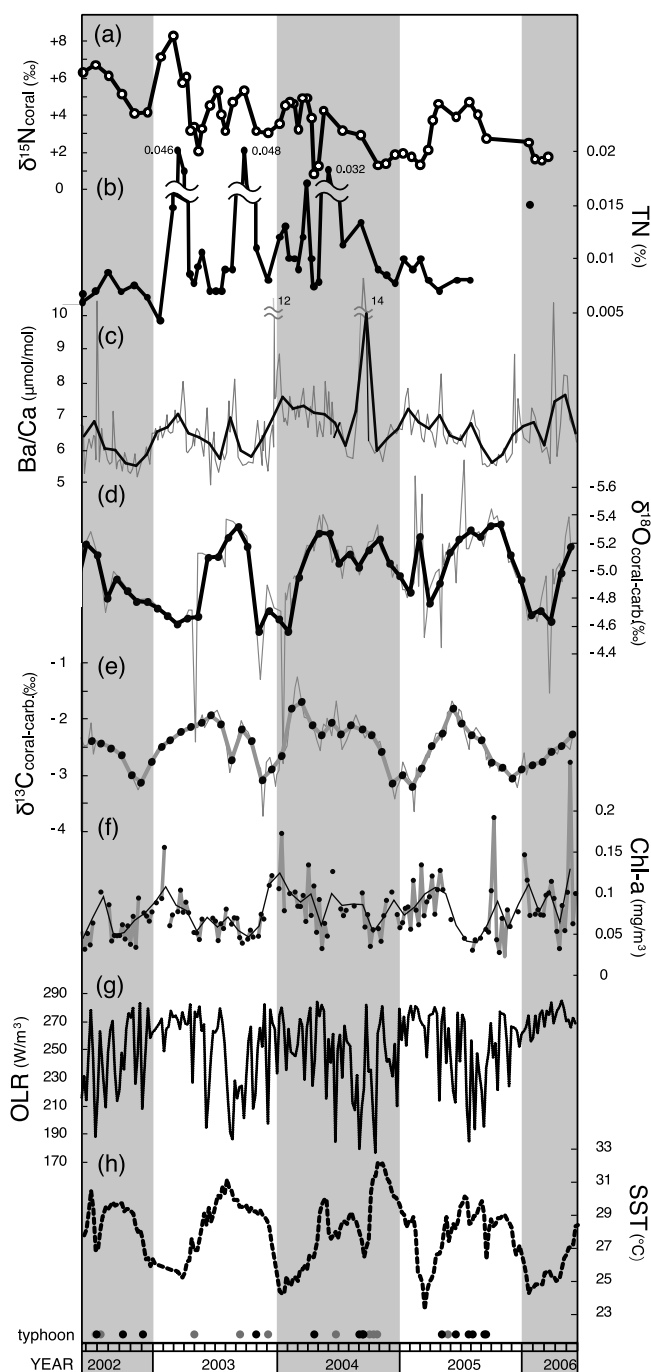 (a)
+8
+6
+4
+2
0
δ15Ncoral (‰)
(b)
0.046
0.048
0.032
0.02
0.015
0.01
0.005
TN (%)
(c)
12
14
10
9
8
7
6
5
Ba/Ca (μmol/mol)
(d)
- 5.6
- 5.4
- 5.2
- 5.0
- 4.8
- 4.6
- 4.4
δ18Ocoral-carb.(‰)
(e)
- 1
- 2
- 3
- 4
δ13Ccoral-carb.(‰)
(f)
0.2
0.15
0.1
0.05
0
Chl-a (mg/m3)
(g)
290
270
250
230
210
190
170
OLR (W/m3)
(h)
33
31
29
27
25
23
SST (°C)
typhoon
YEAR 2002 2003 2004 2005 2006